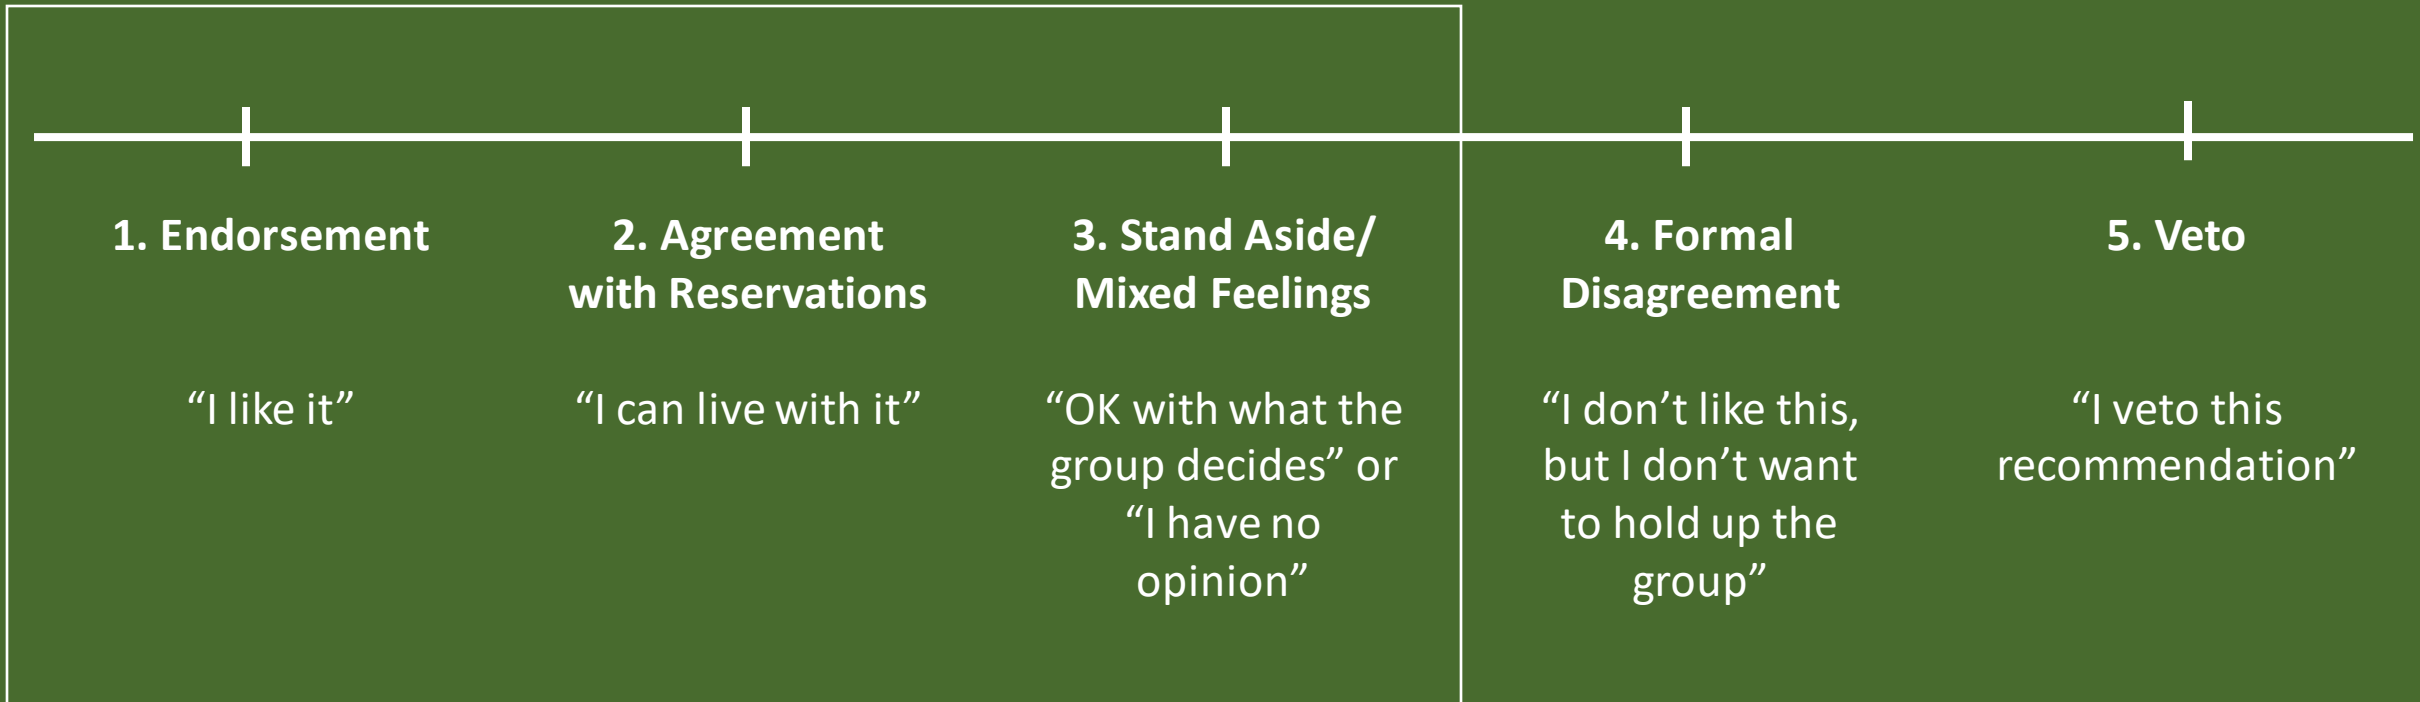 1. Endorsement
“I like it”
2. Agreement
with Reservations
“I can live with it”
3. Stand Aside/
Mixed Feelings
“OK with what the
group decides” or
“I have no
opinion”
4. Formal
Disagreement
“I don’t like this,
but I don’t want
to hold up the
group”
5. Veto
“I veto this
recommendation”